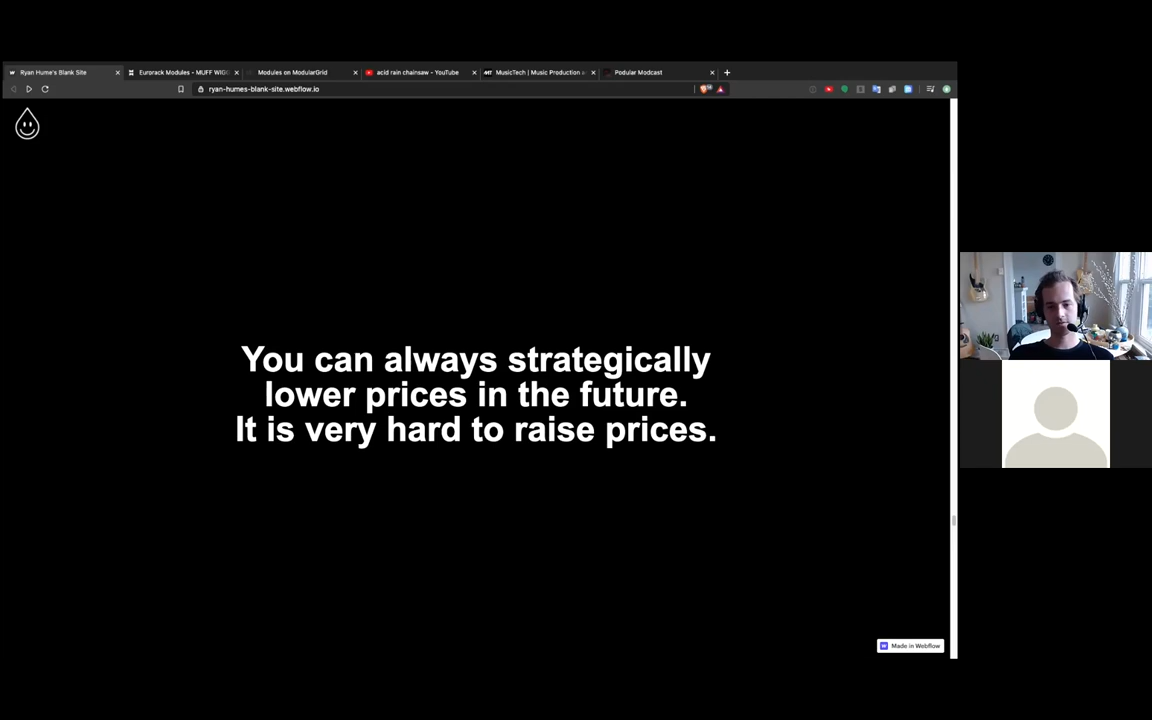 Ryan Hume's Blank Site
Eurorack Modules - MUFF WIGG
Modules on ModularGrid
acid rain chainsaw - YouTube
MusicTech | Music Production a
Podular Modcast
ryan-humes-blank-site.webflow.io
You can always strategically
lower prices in the future.
It is very hard to raise prices.
Made in Webflow